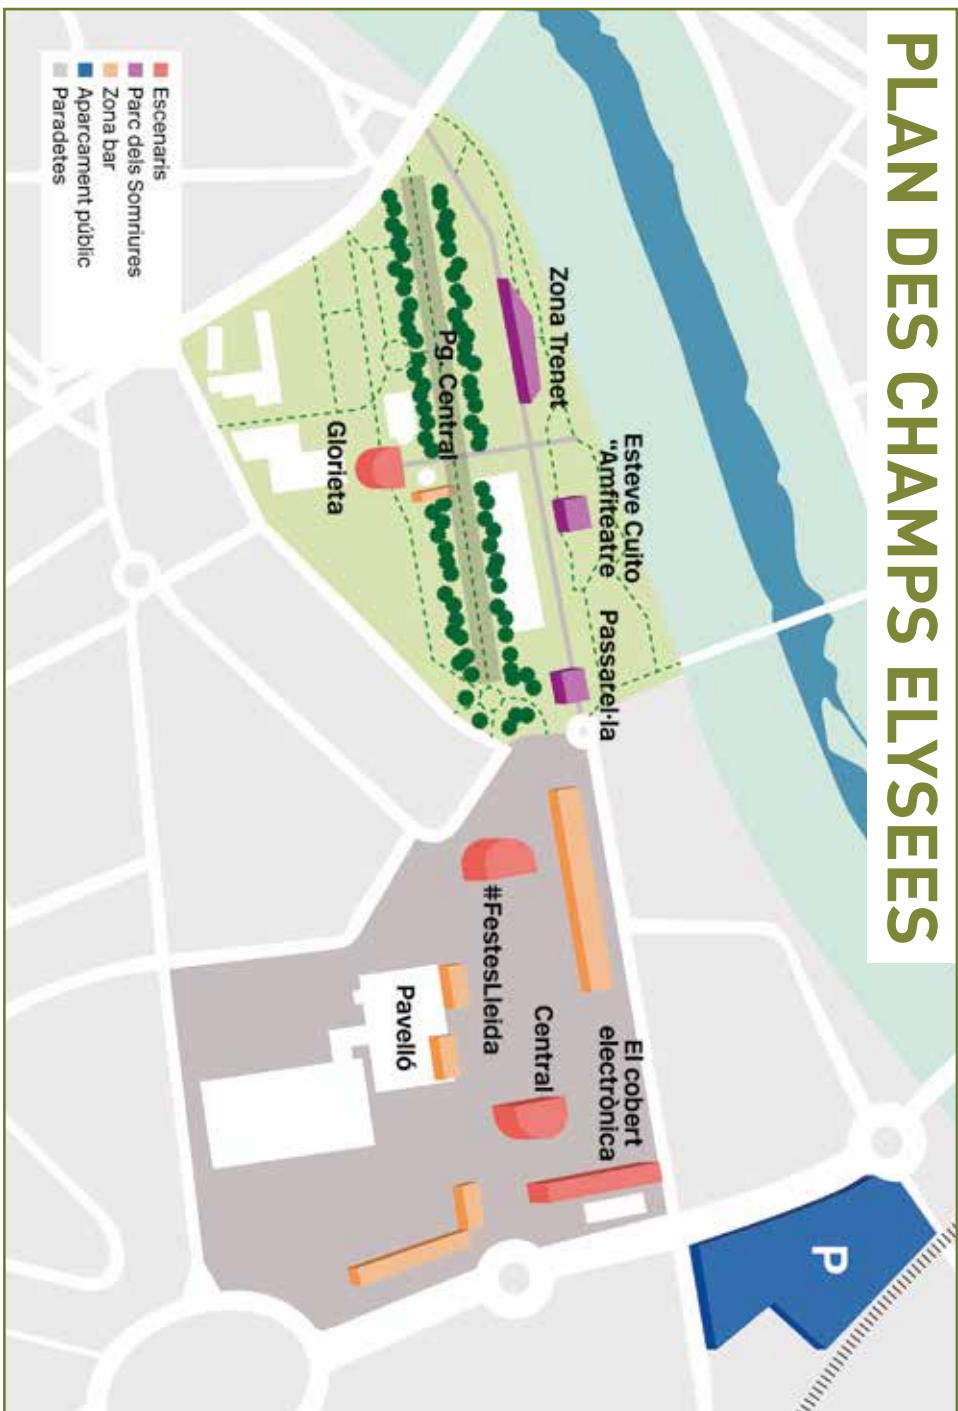 PLAN DES CHAMPS ELYSEES
Zona Trenet
Esteve Cuito
"Amfiteatre
Passarel·la
Pg. Central
Glorieta
El cobert
electrònica
Central
#FestesLleida
Pavelló
P
Escenaris
Parc dels Somriures
Zona bar
Aparcament públic
Paradetes